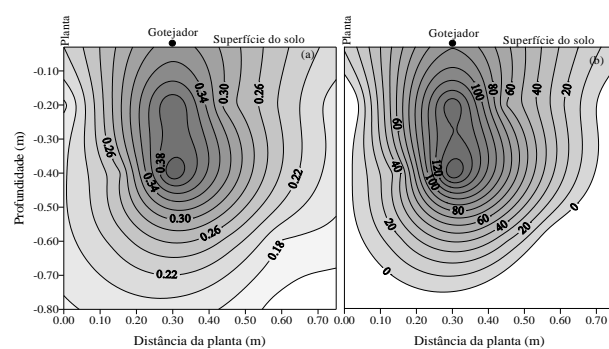 Planta
Gotejador
Superfície do solo
(a)
Profundidade (m)
-0.10
-0.20
-0.30
-0.40
-0.50
-0.60
-0.70
-0.80
0.34
0.30
0.26
0.26
0.38
0.34
0.30
0.26
0.22
0.22
0.18
0.00 0.10 0.20 0.30 0.40 0.50 0.60 0.70
Distância da planta (m)
Planta
Gotejador
Superfície do solo
(b)
100
80
60
40
20
60
40
120
100
80
60
40
20
20
0
0
0.00 0.10 0.20 0.30 0.40 0.50 0.60 0.70
Distância da planta (m)